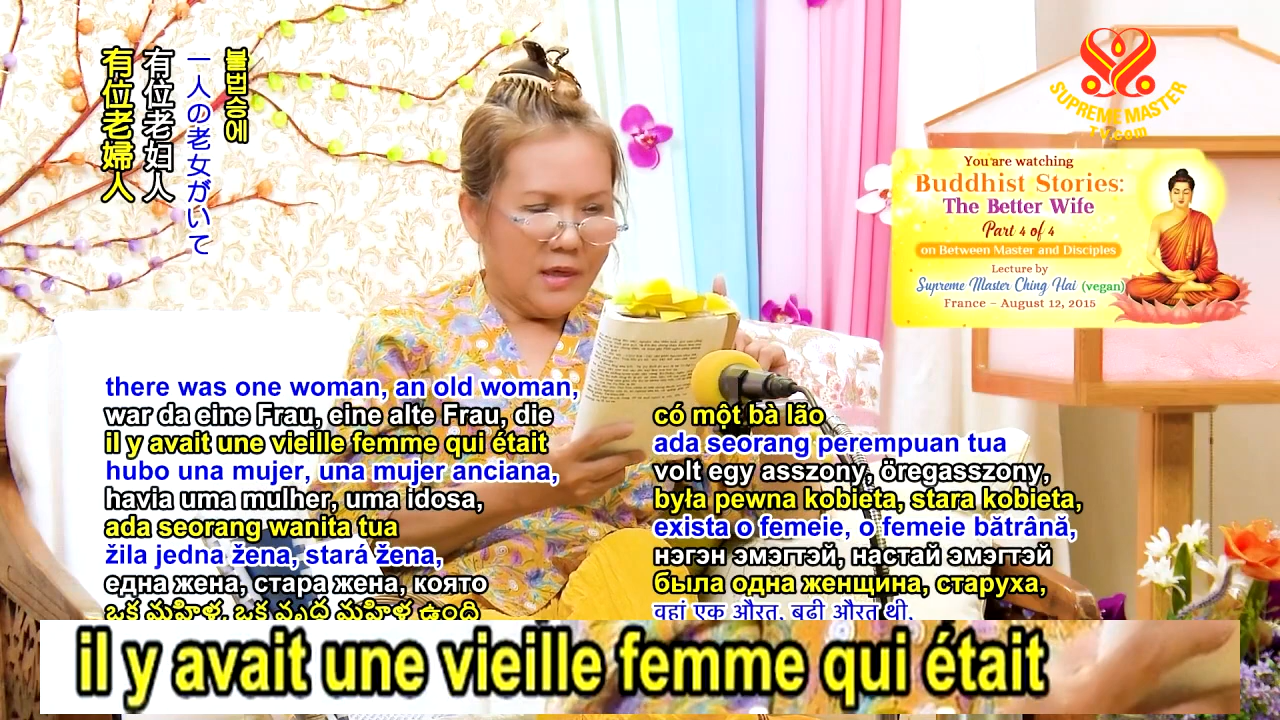 有位老婦人
有位老妇人
一人の老女がいて
불법승에
SUPREME MASTER
TV.com
You are watching
Buddhist Stories:
The Better Wife
Part 4 of 4
on Between Master and Disciples
Lecture by
Supreme Master Ching Hai (vegan)
France – August 12, 2015
there was one woman, an old woman,
war da eine Frau, eine alte Frau, die
il y avait une vieille femme qui était
hubo una mujer, una mujer anciana,
havia uma mulher, uma idosa,
ada seorang wanita tua
žila jedna žena, stará žena,
една жена, стара жена, която
ఒక మహిళ, ఒక వృద్ధ మహిళ ఉంది
có một bà lão
ada seorang perempuan tua
volt egy asszony, öregasszony,
była pewna kobieta, stara kobieta,
exista o femeie, o femeie bătrână,
нэгэн эмэгтэй, настай эмэгтэй
была одна женщина, старуха,
वहां एक औरत, बूढ़ी औरत थी,
il y avait une vieille femme qui était